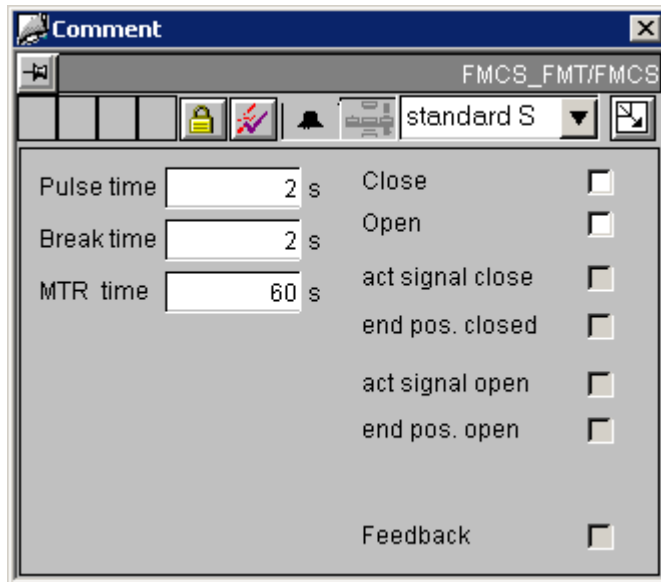 Comment
FMCS_FMT/FMCS
standard S
Pulse time 2 s
Break time 2 s
MTR time 60 s
Close
Open
act signal close
end pos. closed
act signal open
end pos. open
Feedback